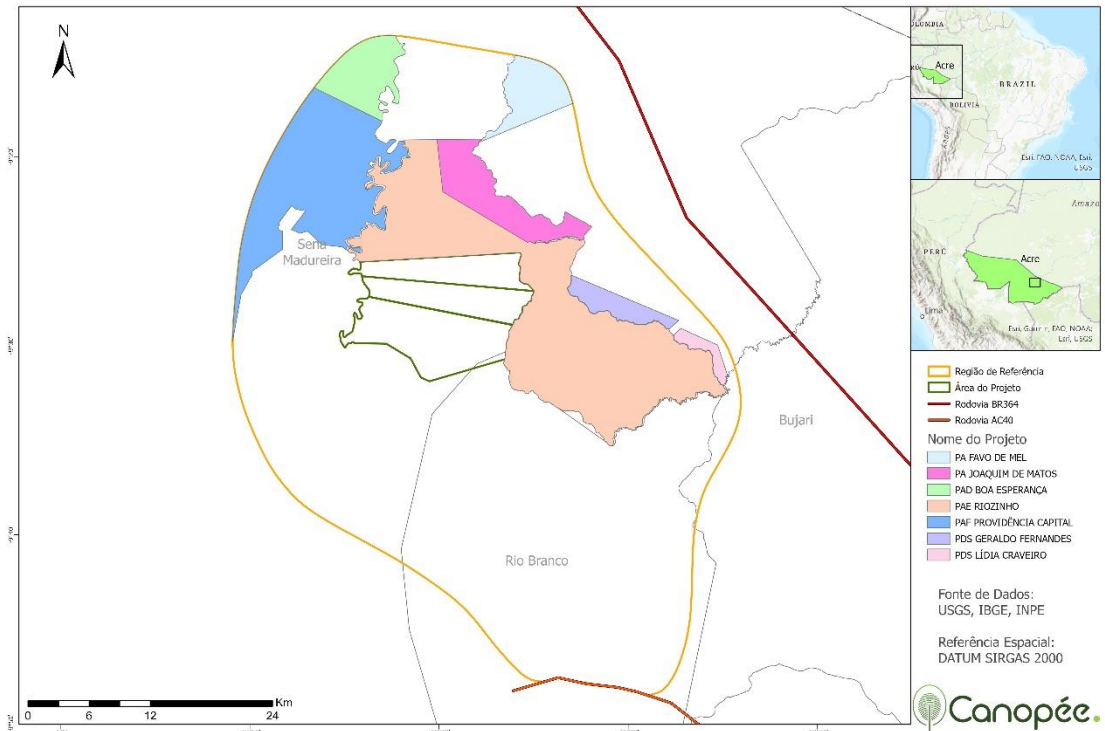 N
Sena
Madureira
Rio Branco
Bujari
Km
0 6 12 24
Acre
BRAZIL
BOLIVIA
Esri, FAO, NOAA, Esri,
USGS
PERÚ
Acre
Lima
USGS
Região de Referência
Área do Projeto
Rodovia BR364
Rodovia AC40
Nome do Projeto
PA FAVO DE MEL
PA JOAQUIM DE MATOS
PAD BOA ESPERANÇA
PAE RIOZINHO
PAF PROVIDÊNCIA CAPITAL
PDS GERALDO FERNANDES
PDS LÍDIA CRAVEIRO
Fonte de Dados:
USGS, IBGE, INPE
Referência Espacial:
DATUM SIRGAS 2000
Canopée.